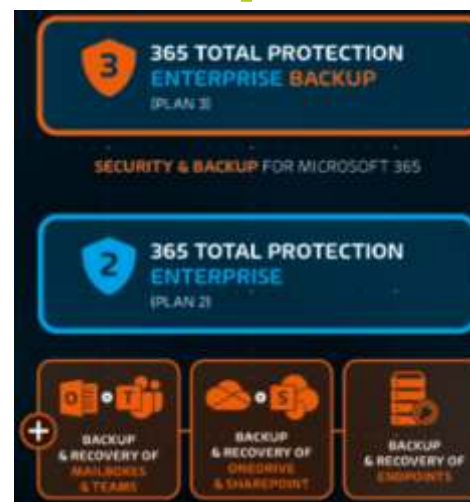 3
365 TOTAL PROTECTION
ENTERPRISE BACKUP
(PLAN 3)
SECURITY & BACKUP FOR MICROSOFT 365
2
365 TOTAL PROTECTION
ENTERPRISE
(PLAN 2)
O T
S
+
BACKUP
& RECOVERY OF
MAILBOXES
& TEAMS
BACKUP
& RECOVERY OF
ONEDRIVE
& SHAREPOINT
BACKUP
& RECOVERY OF
ENDPOINTS